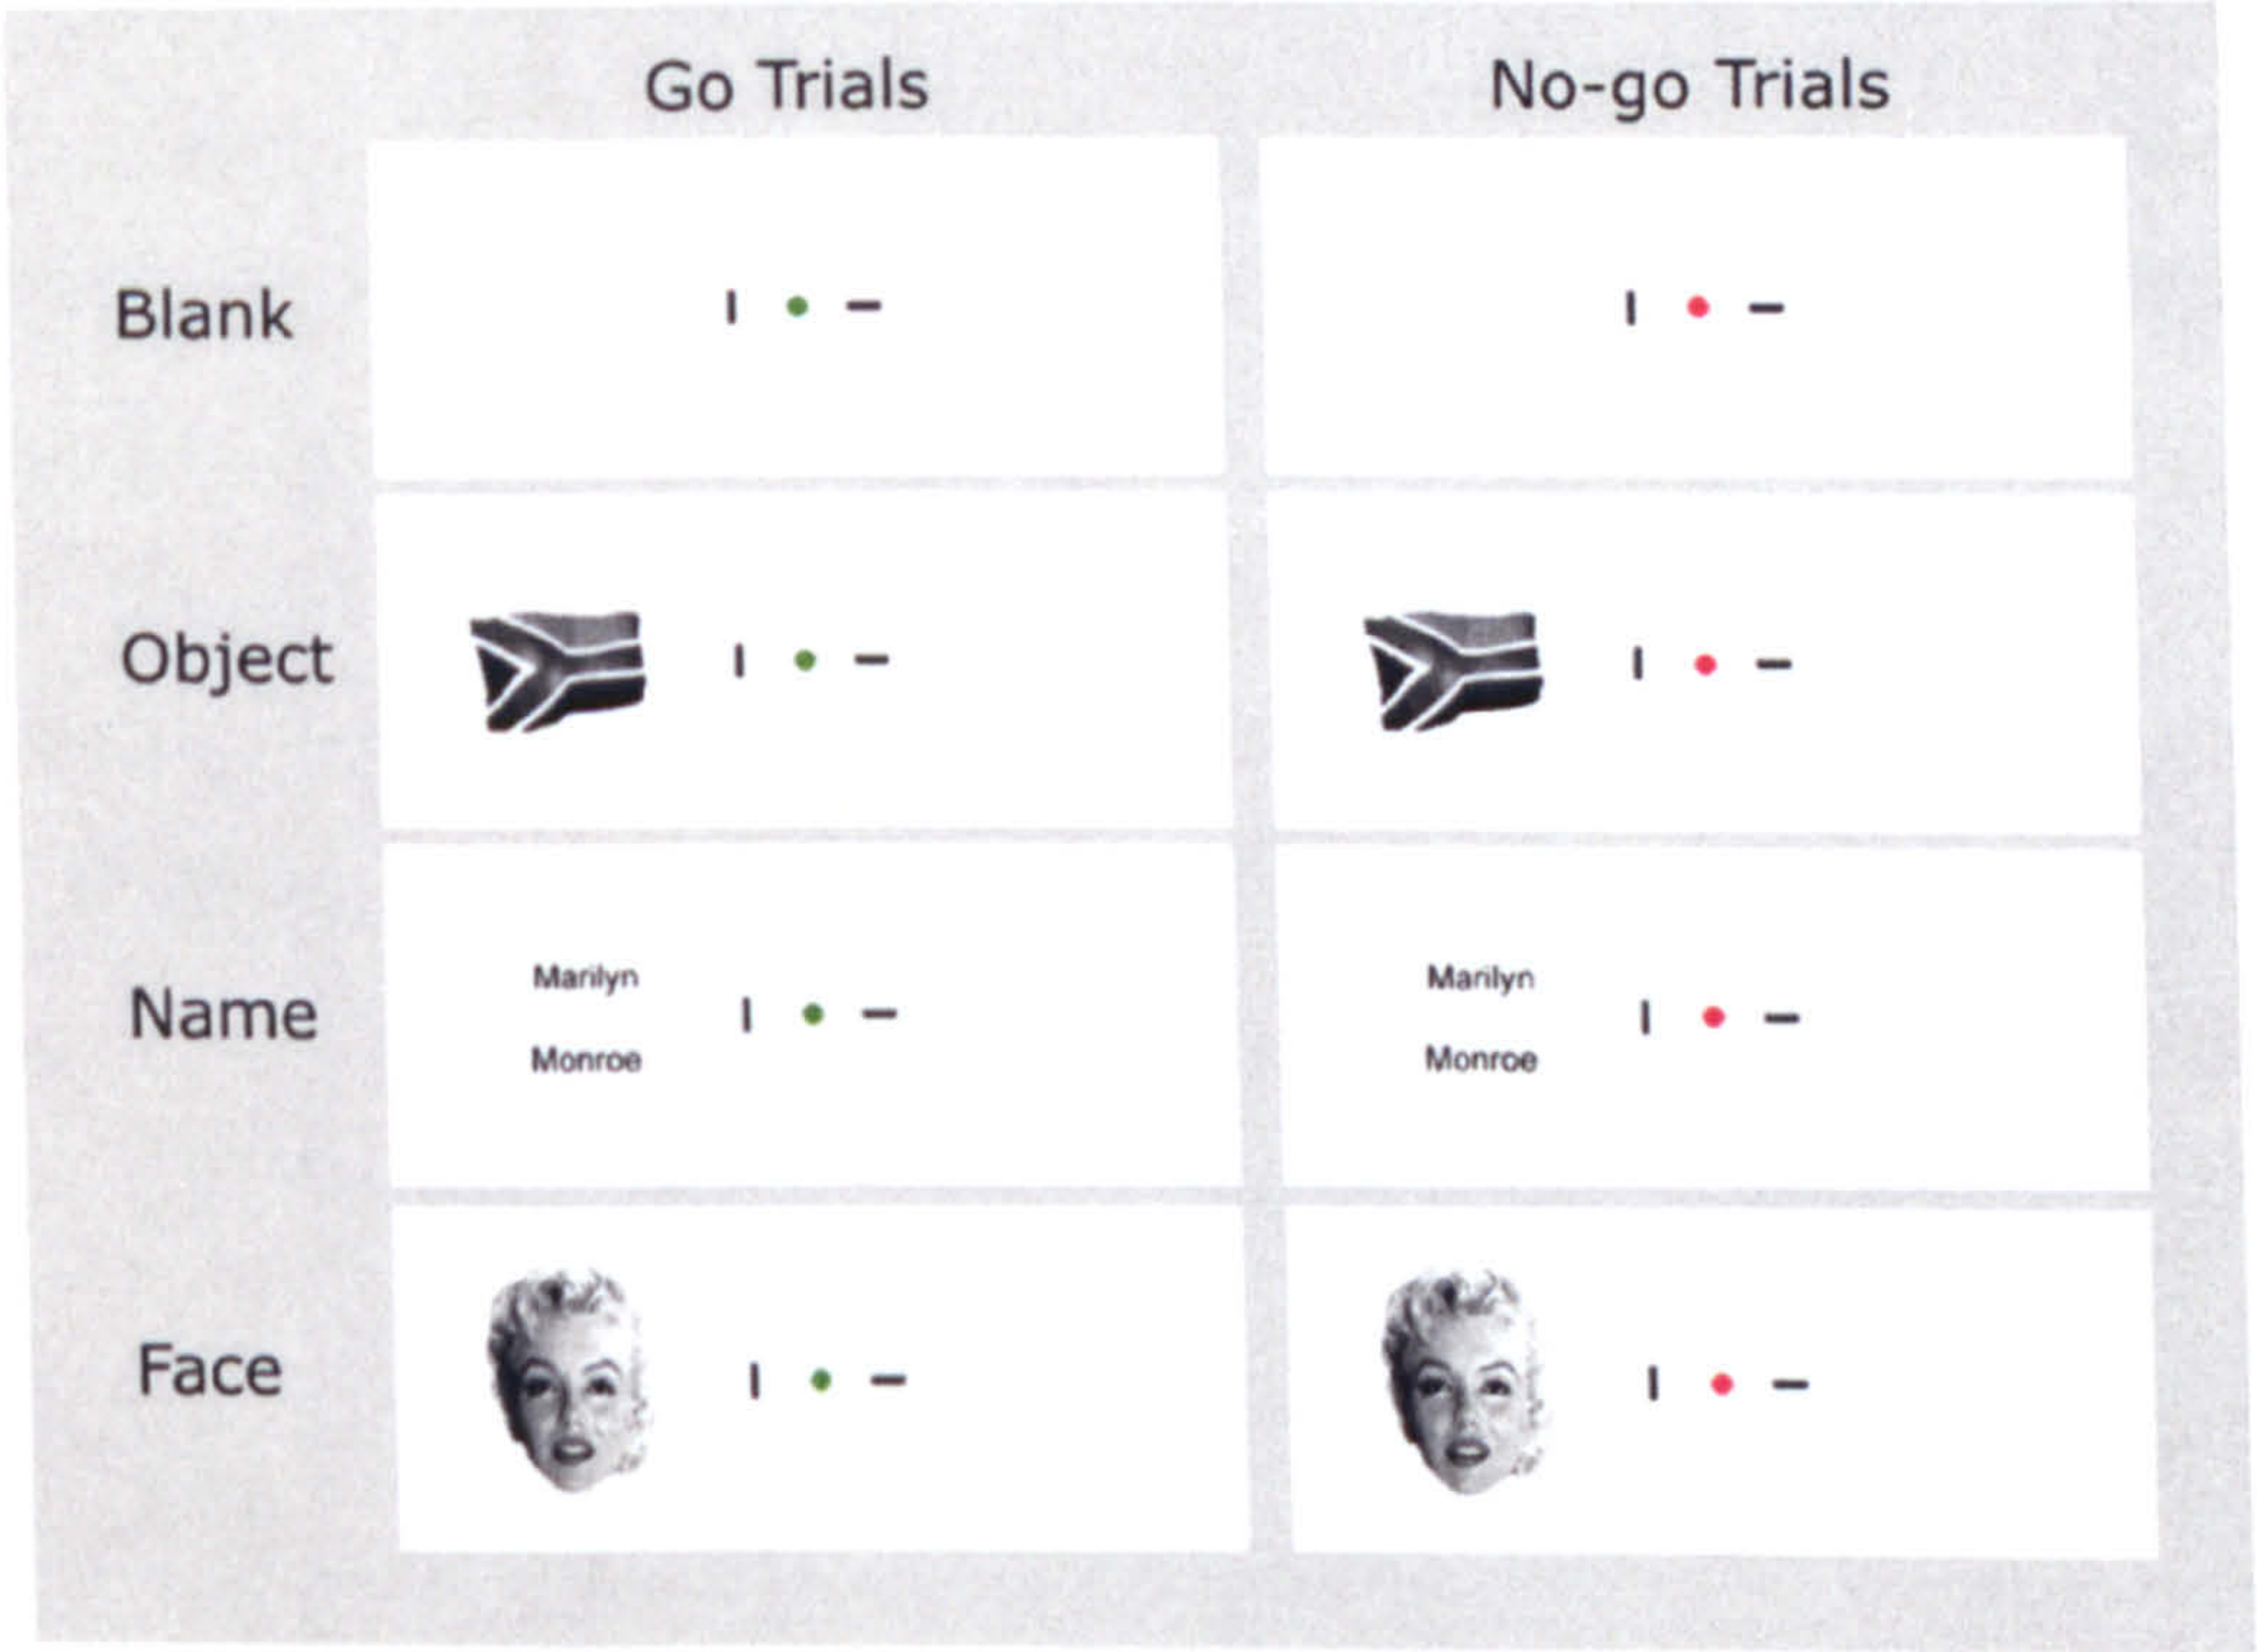 Go Trials No-go Trials
Blank
Object
Name
Marilyn
Monroe
Marilyn
Monroe
Face